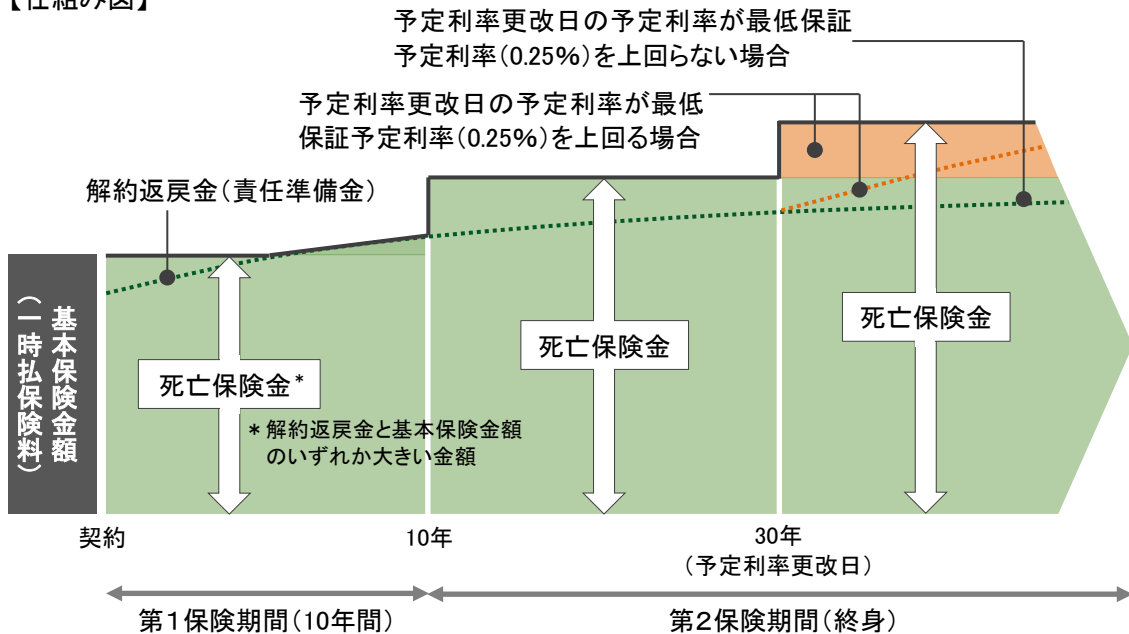 【仕組み図】
予定利率更改日の予定利率が最低保証
予定利率(0.25%)を上回らない場合
予定利率更改日の予定利率が最低
保証予定利率(0.25%)を上回る場合
解約返戻金(責任準備金)
基本保険金額
(一時払保険料)
死亡保険金*
* 解約返戻金と基本保険金額
のいずれか大きい金額
死亡保険金
死亡保険金
契約
10年
30年
(予定利率更改日)
第1保険期間(10年間)
第2保険期間(終身)